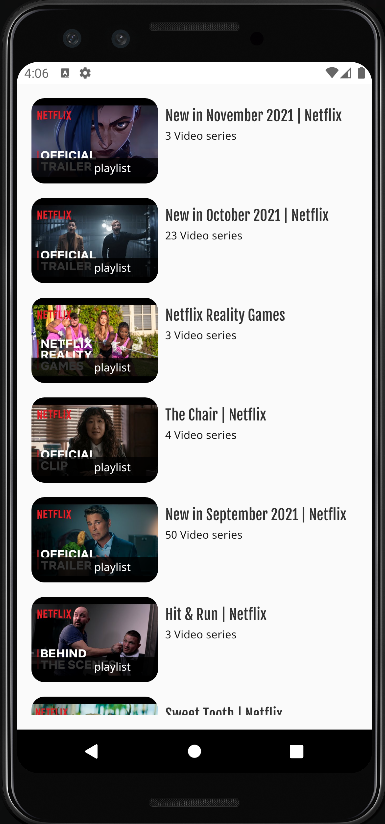 4:06
NETFLIX
OFFICIAL
TRAILER
playlist
New in November 2021 | Netflix
3 Video series
NETFLIX
OFFICIAL
TRAILER
playlist
New in October 2021 | Netflix
23 Video series
NETFLIX
NETFLIX
REALITY
GAMES
playlist
Netflix Reality Games
3 Video series
NETFLIX
OFFICIAL
CLIP
playlist
The Chair | Netflix
4 Video series
NETFLIX
OFFICIAL
TRAILER
playlist
New in September 2021 | Netflix
50 Video series
NETFLIX
BEHIND
THE SCENES
playlist
Hit & Run | Netflix
3 Video series
NETFLIX
Sweet Tooth | Netflix